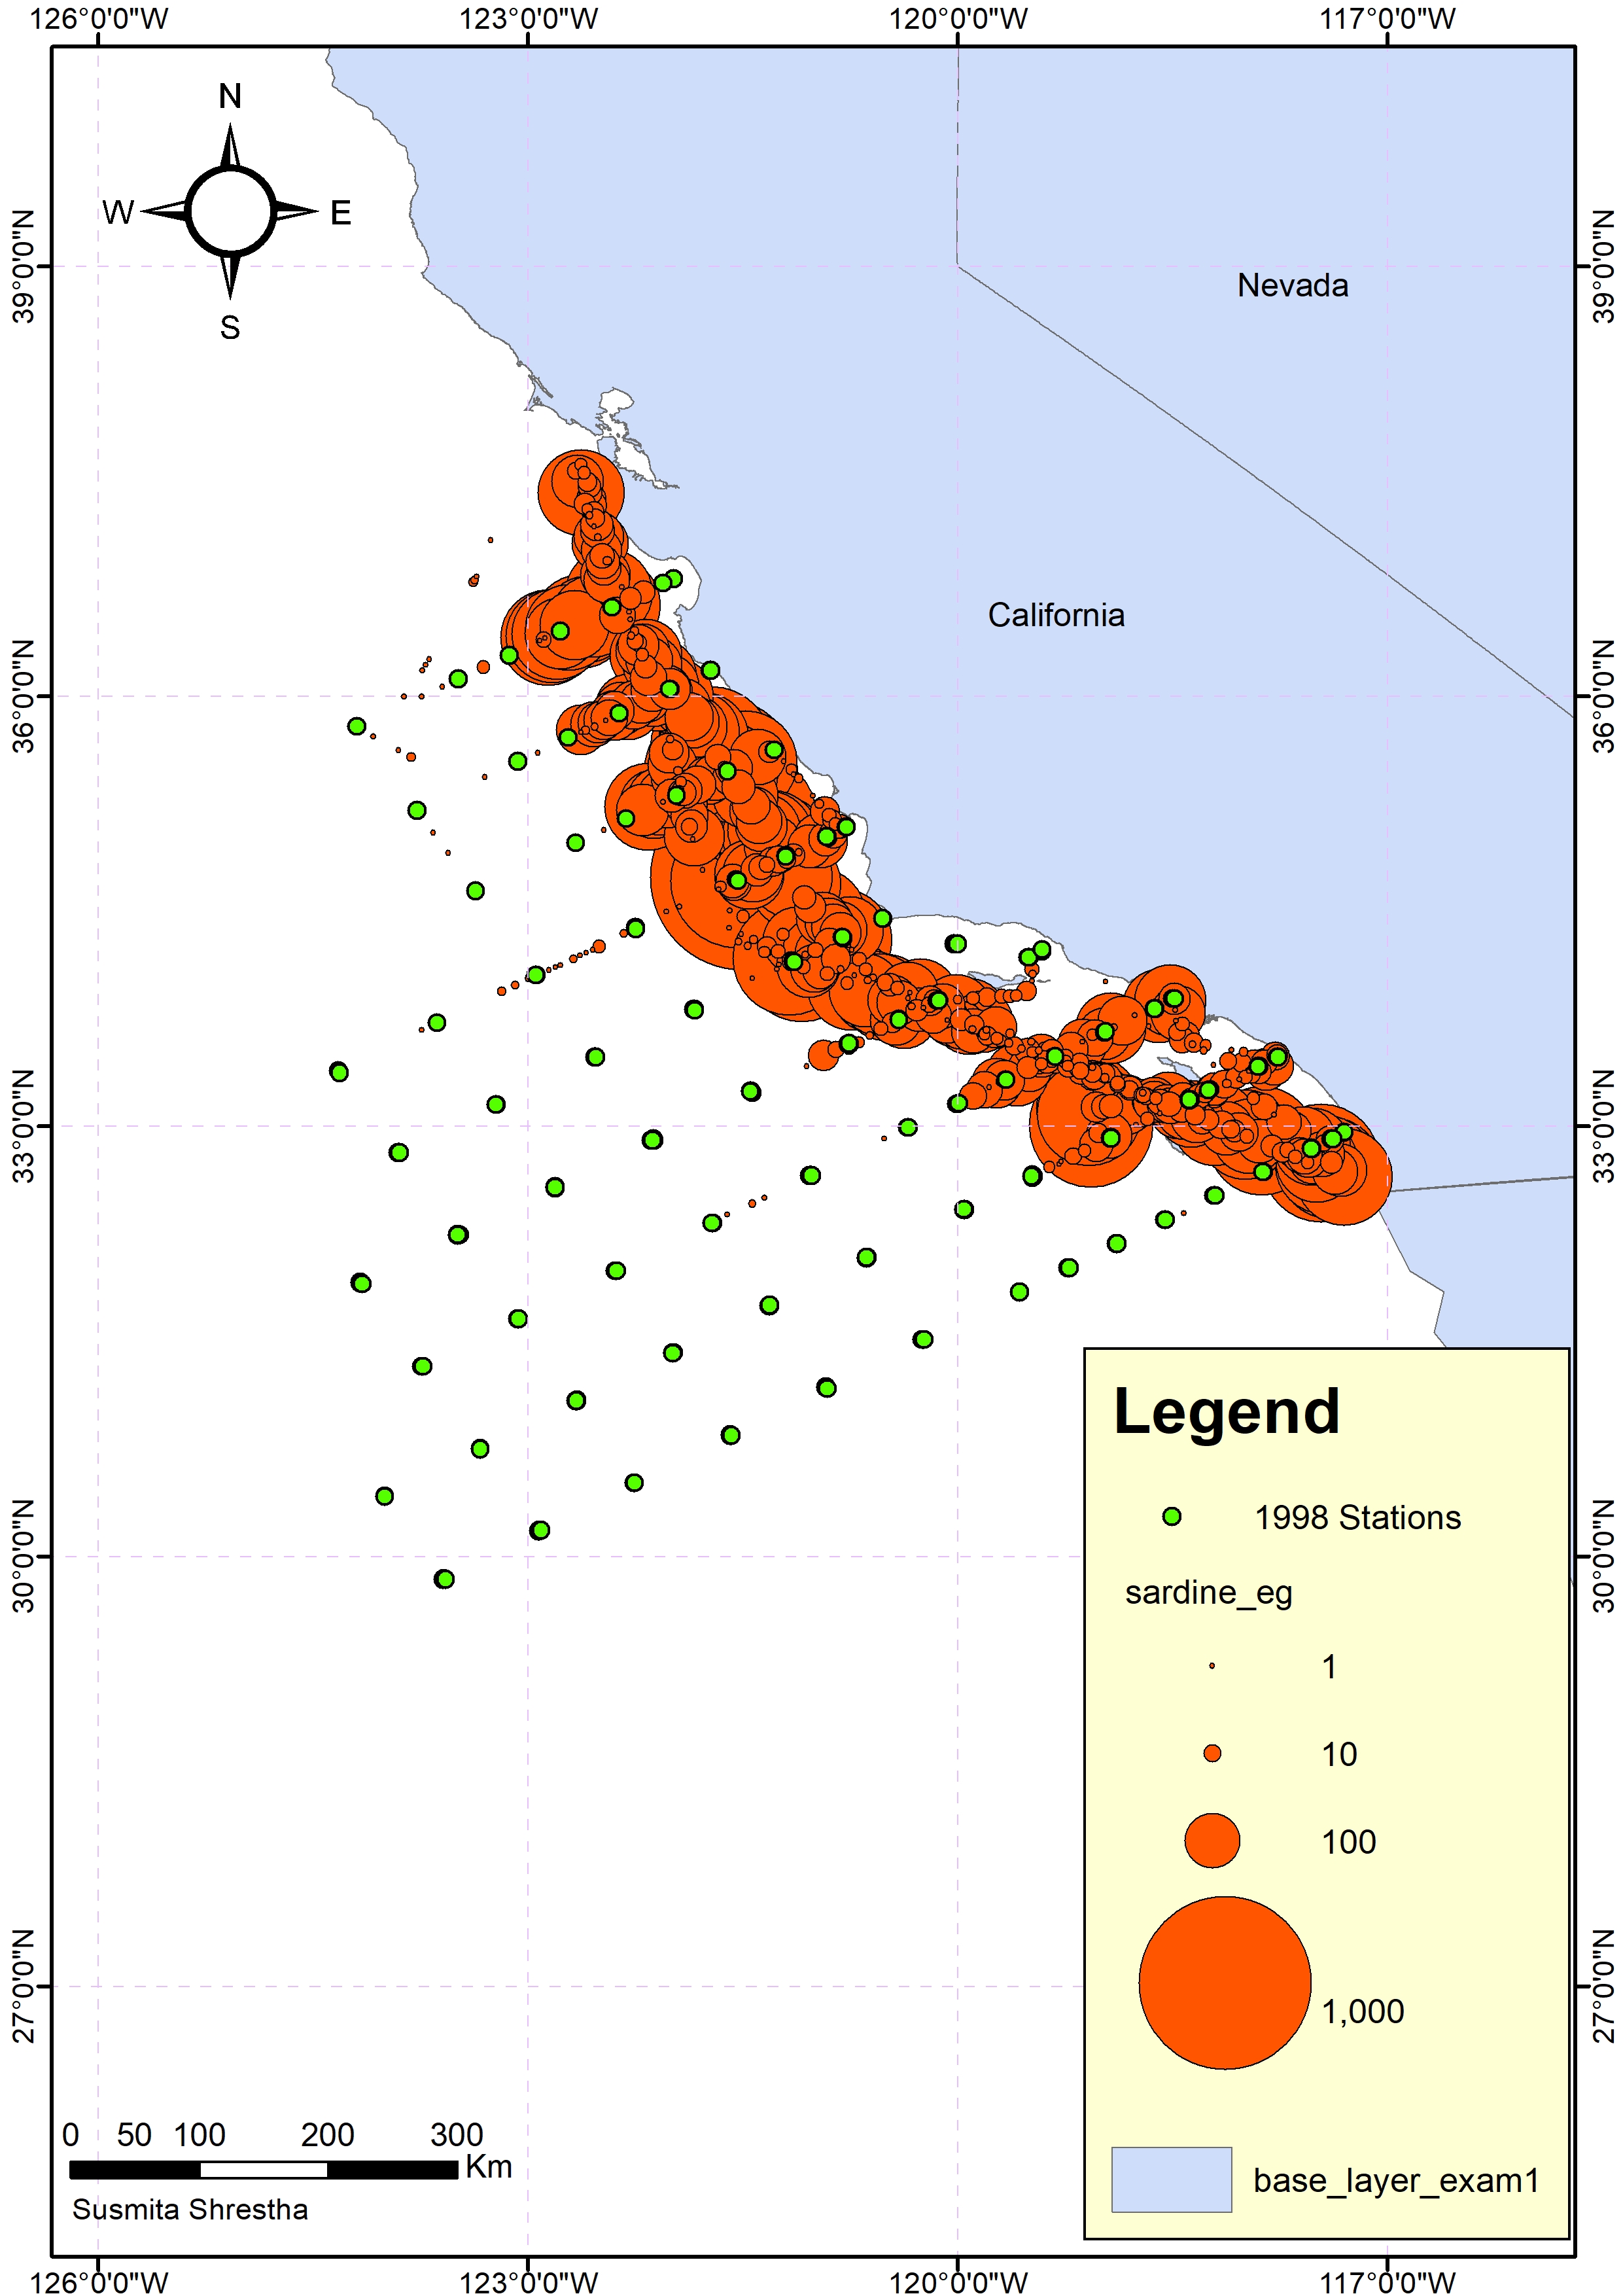 126°0'0"W 123°0'0"W 120°0'0"W 117°0'0"W
N
W E
S
39°0'0"N 39°0'0"N
Nevada
California
36°0'0"N 36°0'0"N
33°0'0"N 33°0'0"N
Legend
1998 Stations
30°0'0"N 30°0'0"N
sardine_eg
1
10
100
27°0'0"N 27°0'0"N
1,000
0 50 100 200 300
Km
base_layer_exam1
Susmita Shrestha
126°0'0"W 123°0'0"W 120°0'0"W 117°0'0"W